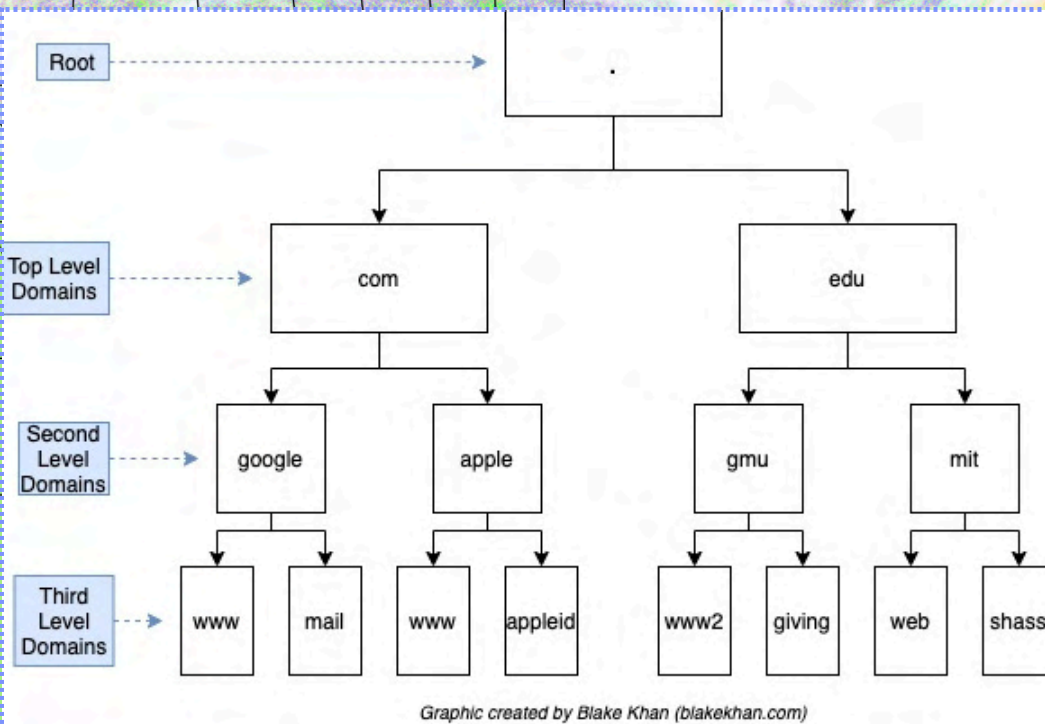 Root
.
Top Level
Domains
com
edu
Second
Level
Domains
google
apple
gmu
mit
Third
Level
Domains
www
mail
www
appleid
www2
giving
web
shass
Graphic created by Blake Khan (blakekhan.com)